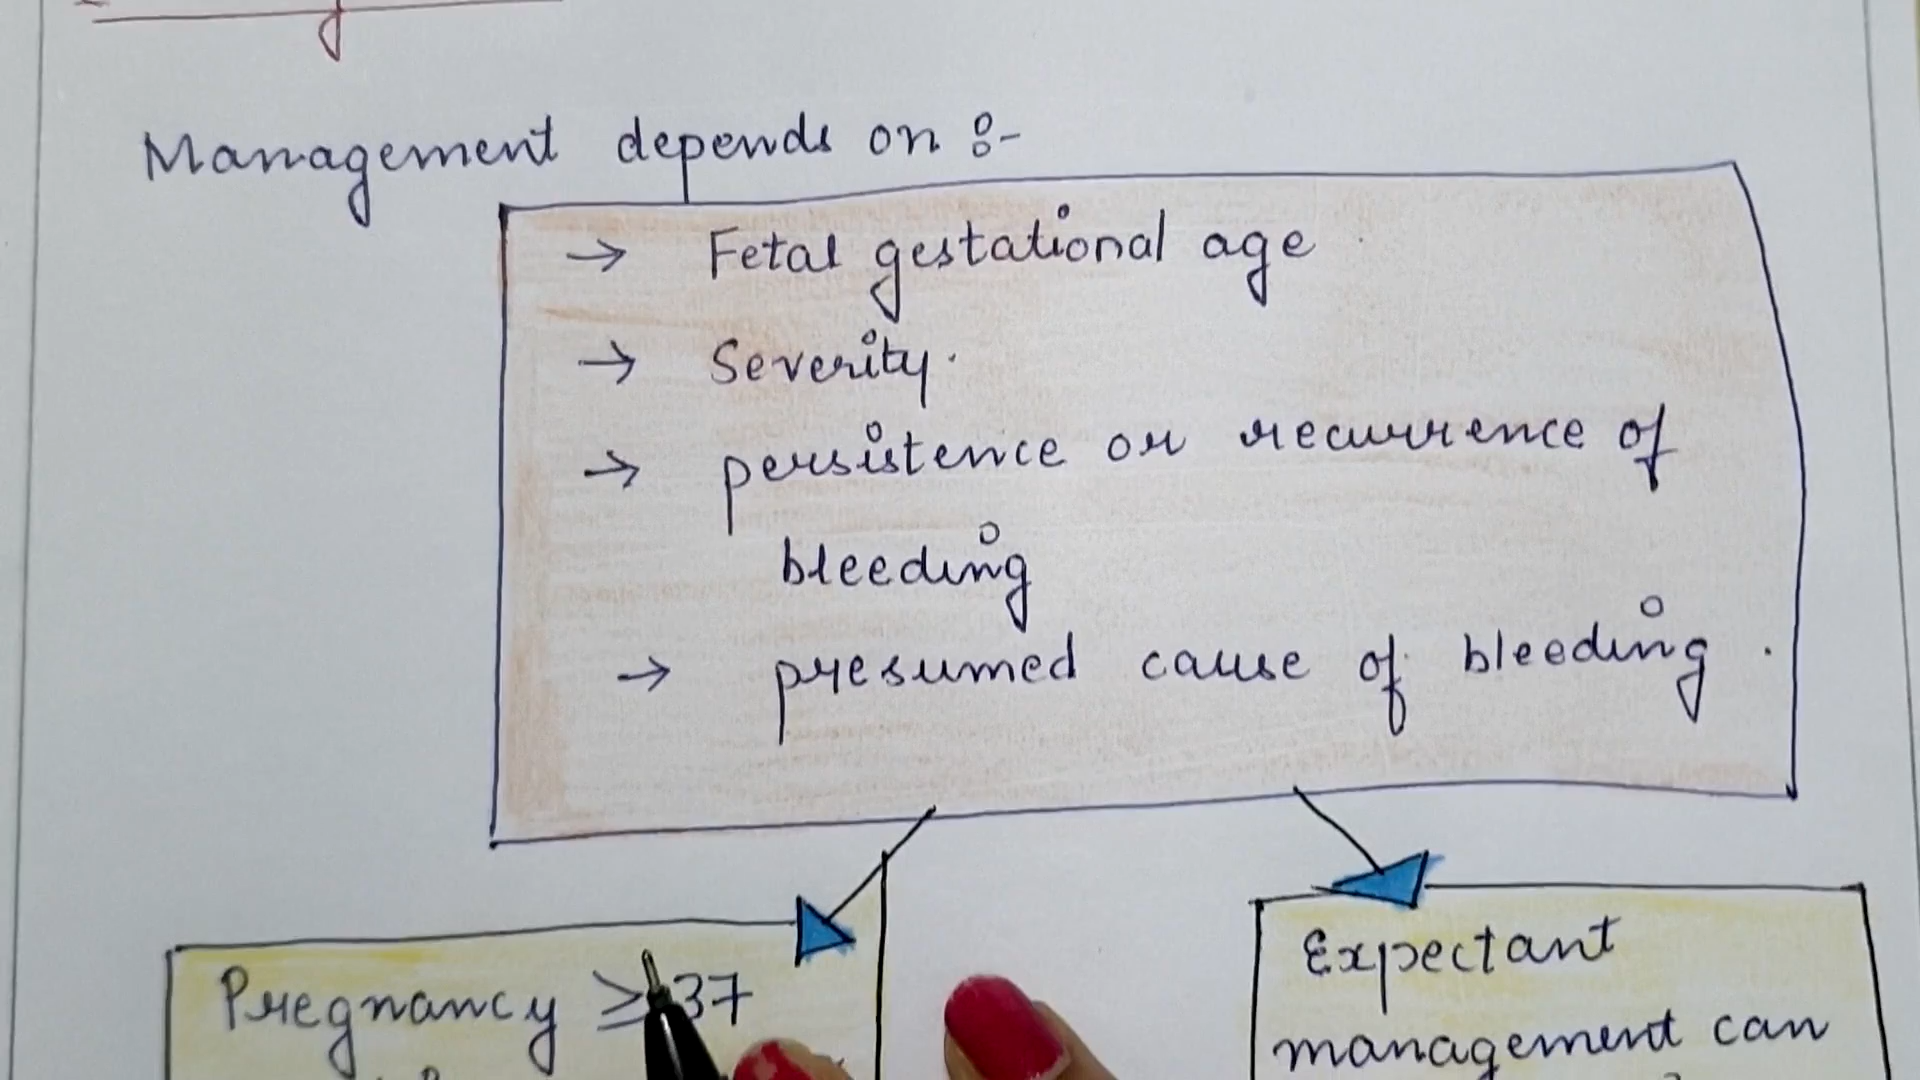 Management depends on :-
→ Fetal gestational age
→ Severity.
→ persistence or recurrence of
bleeding
→ presumed cause of bleeding.
Pregnancy ≥ 37
Expectant
management can